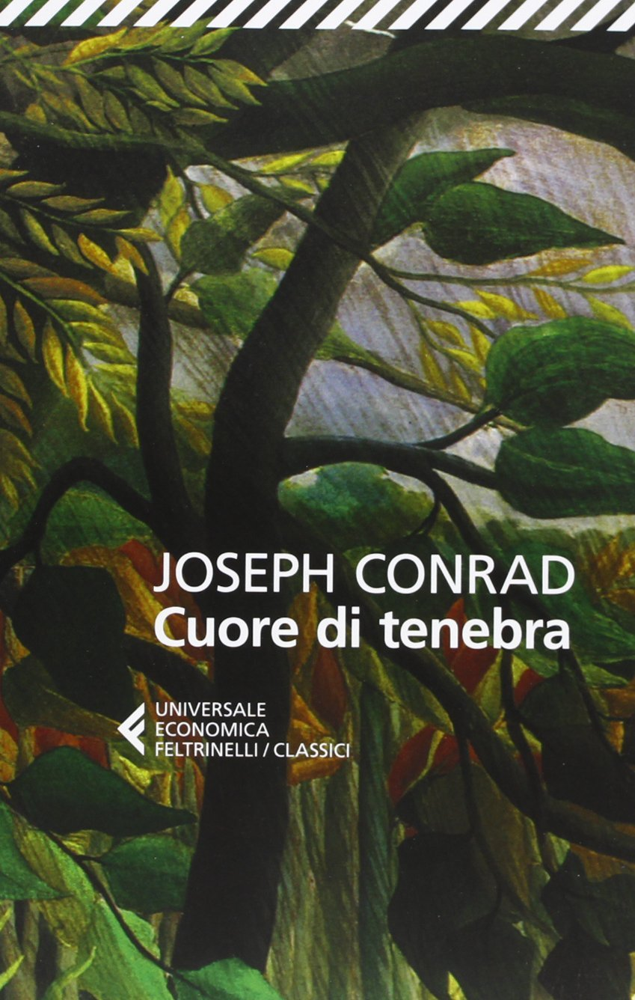 JOSEPH CONRAD
Cuore di tenebra
UNIVERSALE
ECONOMICA
FELTRINELLI / CLASSICI